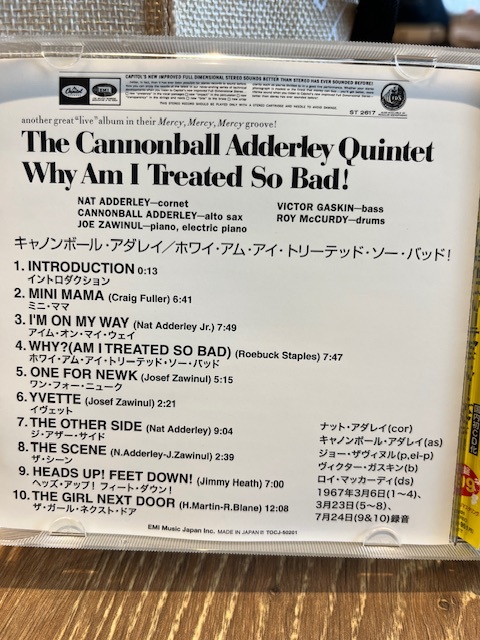 CAPITOL'S NEW IMPROVED FULL DIMENSIONAL STEREO SOUNDS BETTER THAN STEREO HAS EVER SOUNDED BEFORE!
Capitol
EMI
THIS STEREO RECORD SHOULD BE PLAYED ONLY WITH A STEREO CARTRIDGE AND NEEDLE TO AVOID DAMAGE.
ST 2617
another great "live" album in their Mercy, Mercy, Mercy groove!
The Cannonball Adderley Quintet
Why Am I Treated So Bad!
NAT ADDERLEY—cornet
CANNONBALL ADDERLEY—alto sax
JOE ZAWINUL—piano, electric piano
VICTOR GASKIN—bass
ROY McCURDY—drums
キャノンボール・アダレイ／ホワイ・アム・アイ・トリーテッド・ソー・バッド！
1. INTRODUCTION 0:13
イントロダクション
2. MINI MAMA (Craig Fuller) 6:41
ミニ・ママ
3. I'M ON MY WAY (Nat Adderley Jr.) 7:49
アイム・オン・マイ・ウェイ
4. WHY?(AM I TREATED SO BAD) (Roebuck Staples) 7:47
ホワイ・アム・アイ・トリーテッド・ソー・バッド
5. ONE FOR NEWK (Josef Zawinul) 5:15
ワン・フォー・ニューク
6. YVETTE (Josef Zawinul) 2:21
イヴェット
7. THE OTHER SIDE (Nat Adderley) 9:04
ジ・アザー・サイド
8. THE SCENE (N.Adderley-J.Zawinul) 2:39
ザ・シーン
9. HEADS UP! FEET DOWN! (Jimmy Heath) 7:00
ヘッズ・アップ！フィート・ダウン！
10. THE GIRL NEXT DOOR (H.Martin-R.Blane) 12:08
ザ・ガール・ネクスト・ドア
ナット・アダレイ(cor)
キャノンボール・アダレイ(as)
ジョー・ザヴィヌル(p,el-p)
ヴィクター・ガスキン(b)
ロイ・マッカーディ(ds)
1967年3月6日(1〜4)、
3月23日(5〜8)、
7月24日(9&10)録音
EMI Music Japan Inc. MADE IN JAPAN TOCJ-50201